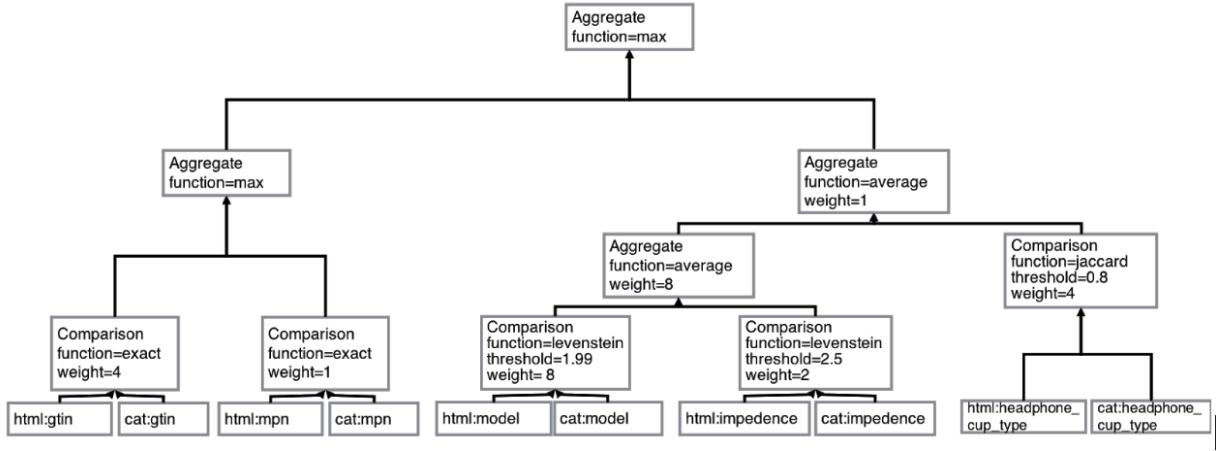 Aggregate
function=max
Aggregate
function=max
Aggregate
function=average
weight=1
Aggregate
function=average
weight=8
Comparison
function=jaccard
threshold=0.8
weight=4
Comparison
function=exact
weight=4
Comparison
function=exact
weight=1
Comparison
function=levenstein
threshold=1.99
weight= 8
Comparison
function=levenstein
threshold=2.5
weight=2
html:gtin
cat:gtin
html:mpn
cat:mpn
html:model
cat:model
html:impedence
cat:impedence
html:headphone_
cup_type
cat:headphone_
cup_type